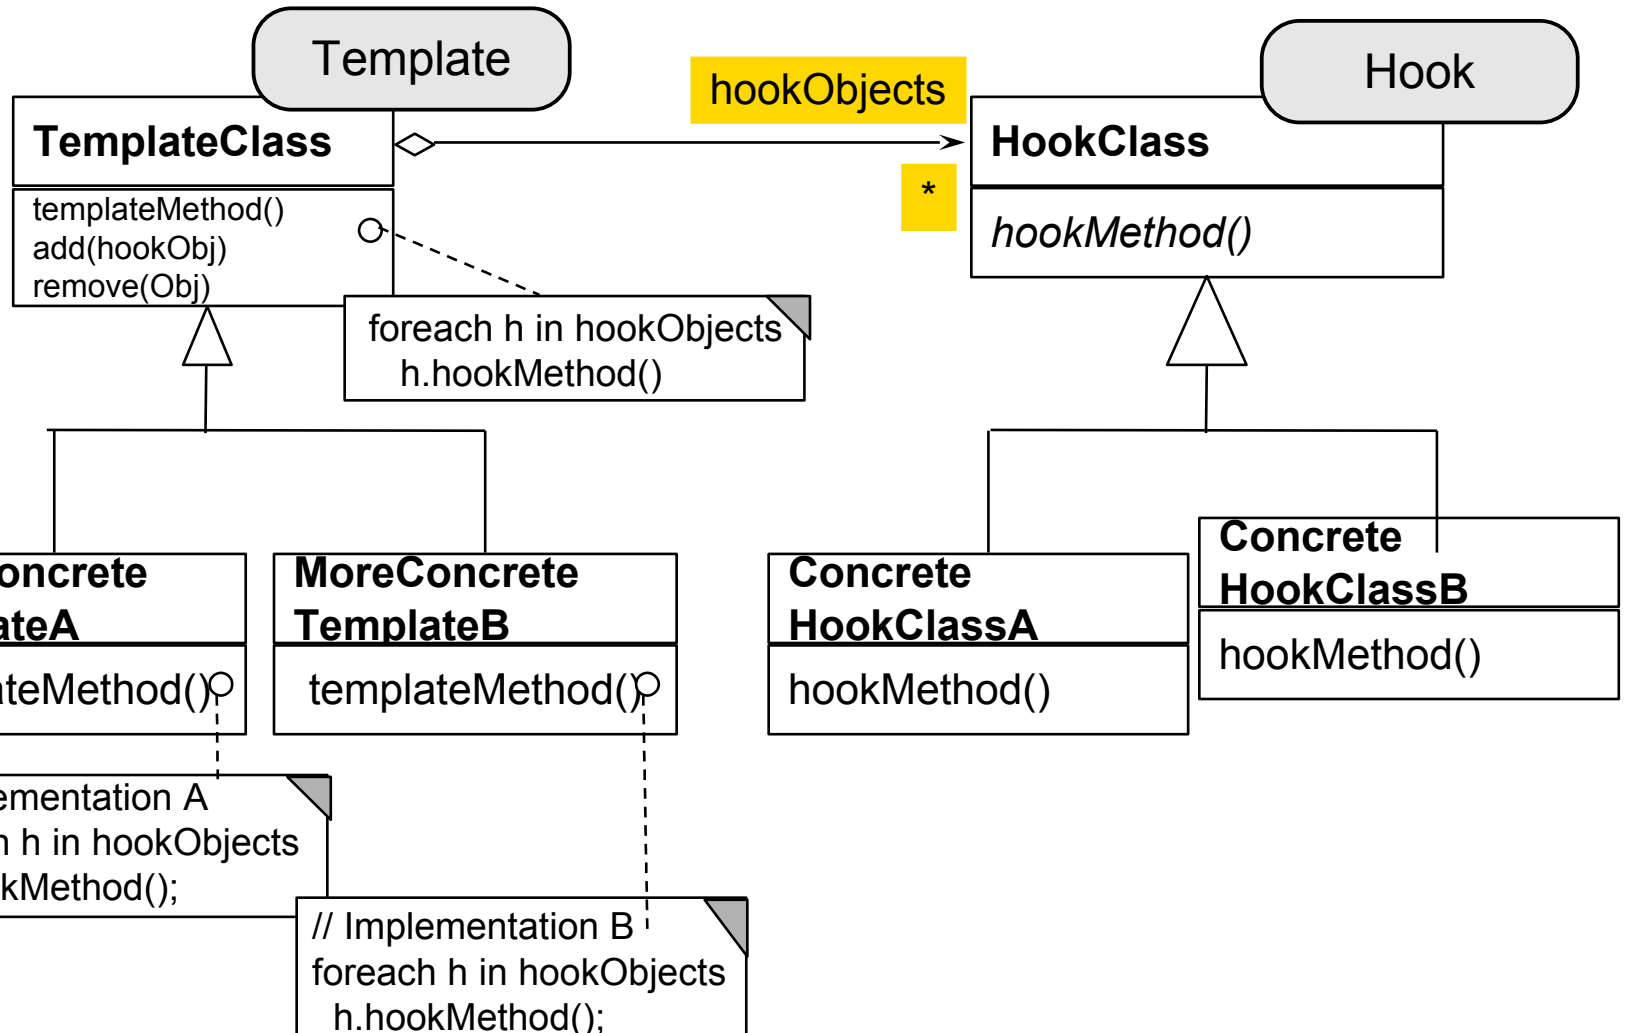 Template
Hook
hookObjects
TemplateClass
HookClass
*
templateMethod()
add(hookObj)
remove(Obj)
hookMethod()
foreach h in hookObjects
h.hookMethod()
oncrete
ateA
MoreConcrete
TemplateB
Concrete
HookClassA
Concrete
HookClassB
teMethod()
templateMethod()
hookMethod()
hookMethod()
ementation A
h in hookObjects
kMethod();
// Implementation B
foreach h in hookObjects
h.hookMethod();